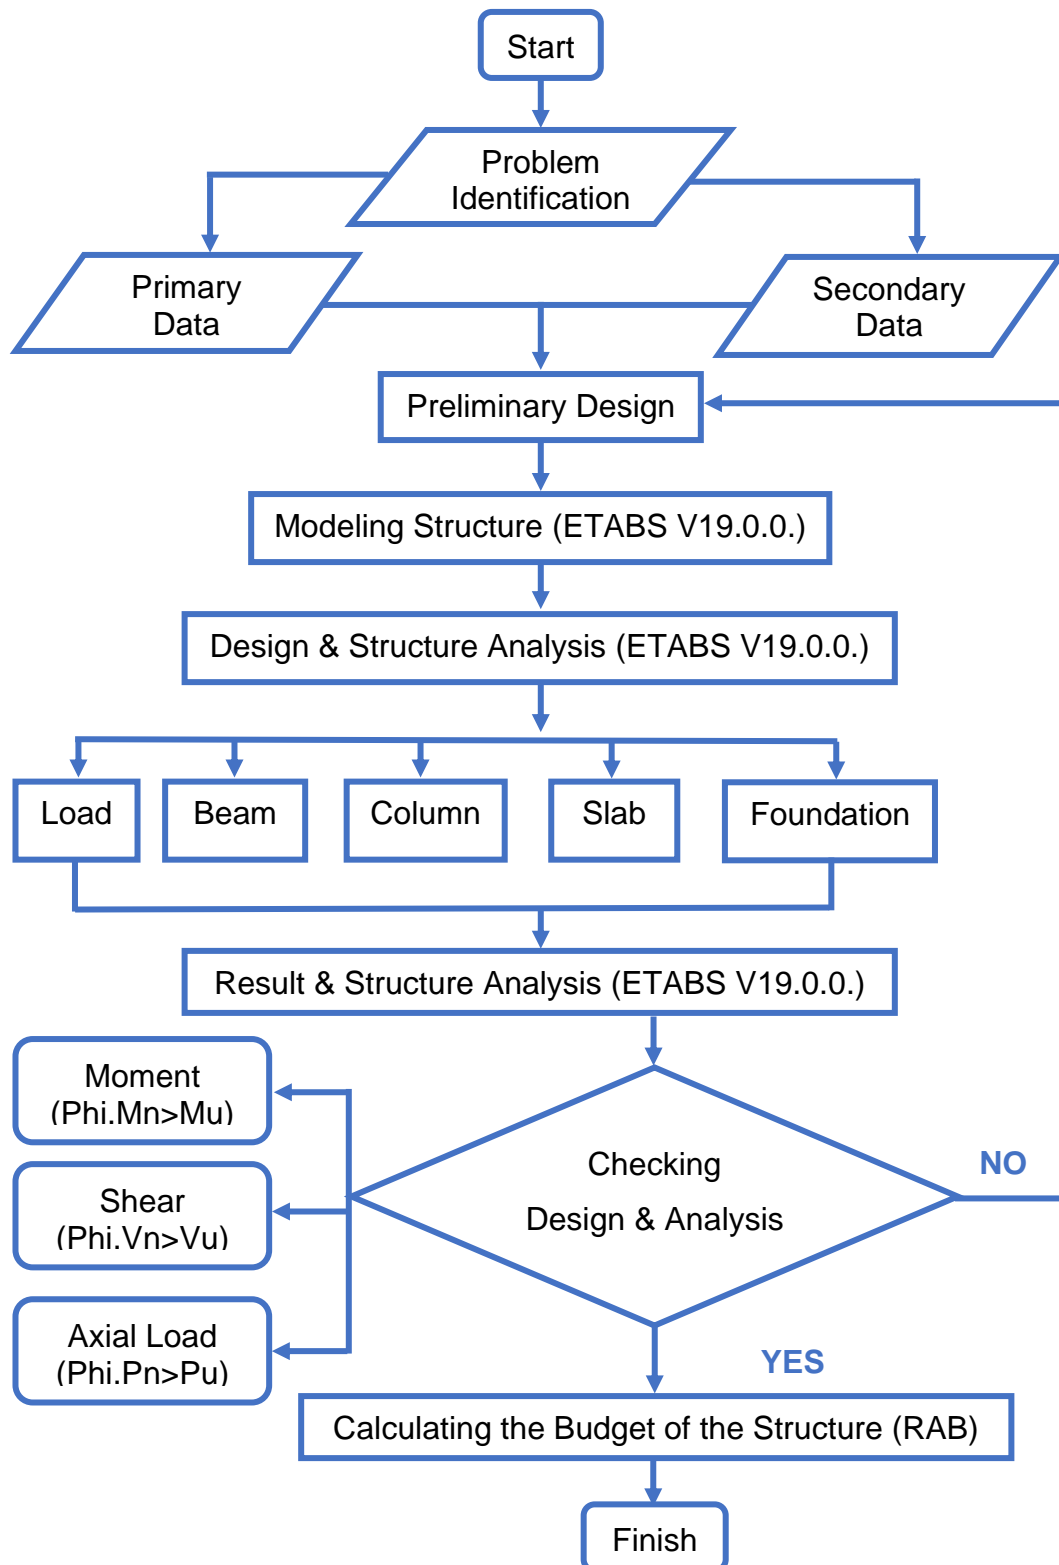 Start
Problem
Identification
Primary
Data
Secondary
Data
Preliminary Design
Modeling Structure (ETABS V19.0.0.)
Design & Structure Analysis (ETABS V19.0.0.)
Load
Beam
Column
Slab
Foundation
Result & Structure Analysis (ETABS V19.0.0.)
Moment
(Phi.Mn>Mu)
Shear
(Phi.Vn>Vu)
Axial Load
(Phi.Pn>Pu)
Checking
Design & Analysis
NO
YES
Calculating the Budget of the Structure (RAB)
Finish